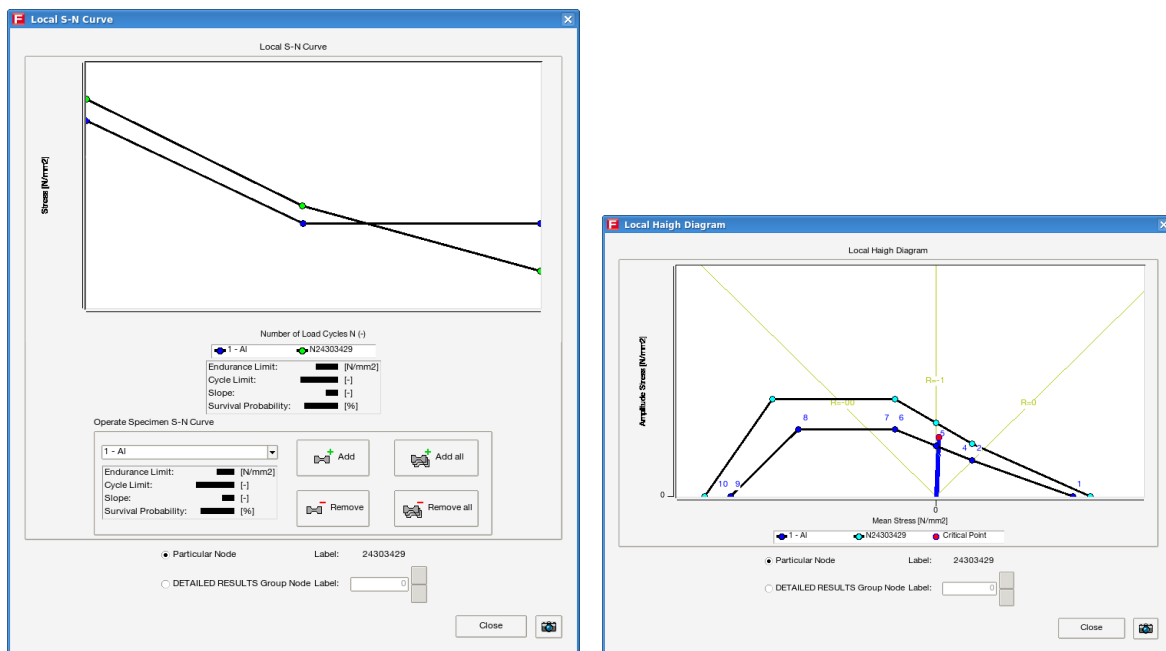 Local S-N Curve
Local S-N Curve
Stress [N/mm2]
Number of Load Cycles N (-)
1 - Al N24303429
Endurance Limit: [N/mm2]
Cycle Limit: [-]
Slope: [-]
Survival Probability: [%]
Operate Specimen S-N Curve
1 - Al
Endurance Limit: [N/mm2]
Cycle Limit: [-]
Slope: [-]
Survival Probability: [%]
Add
Add all
Remove
Remove all
Particular Node Label: 24303429
DETAILED RESULTS Group Node Label: 0
Close
Local Haigh Diagram
Local Haigh Diagram
Amplitude Stress [N/mm2]
R=-1
R=-oo
R=0
8 7 6
5
4 2
10 9
1
0
0
Mean Stress [N/mm2]
1 - Al N24303429 Critical Point
Particular Node Label: 24303429
DETAILED RESULTS Group Node Label: 0
Close